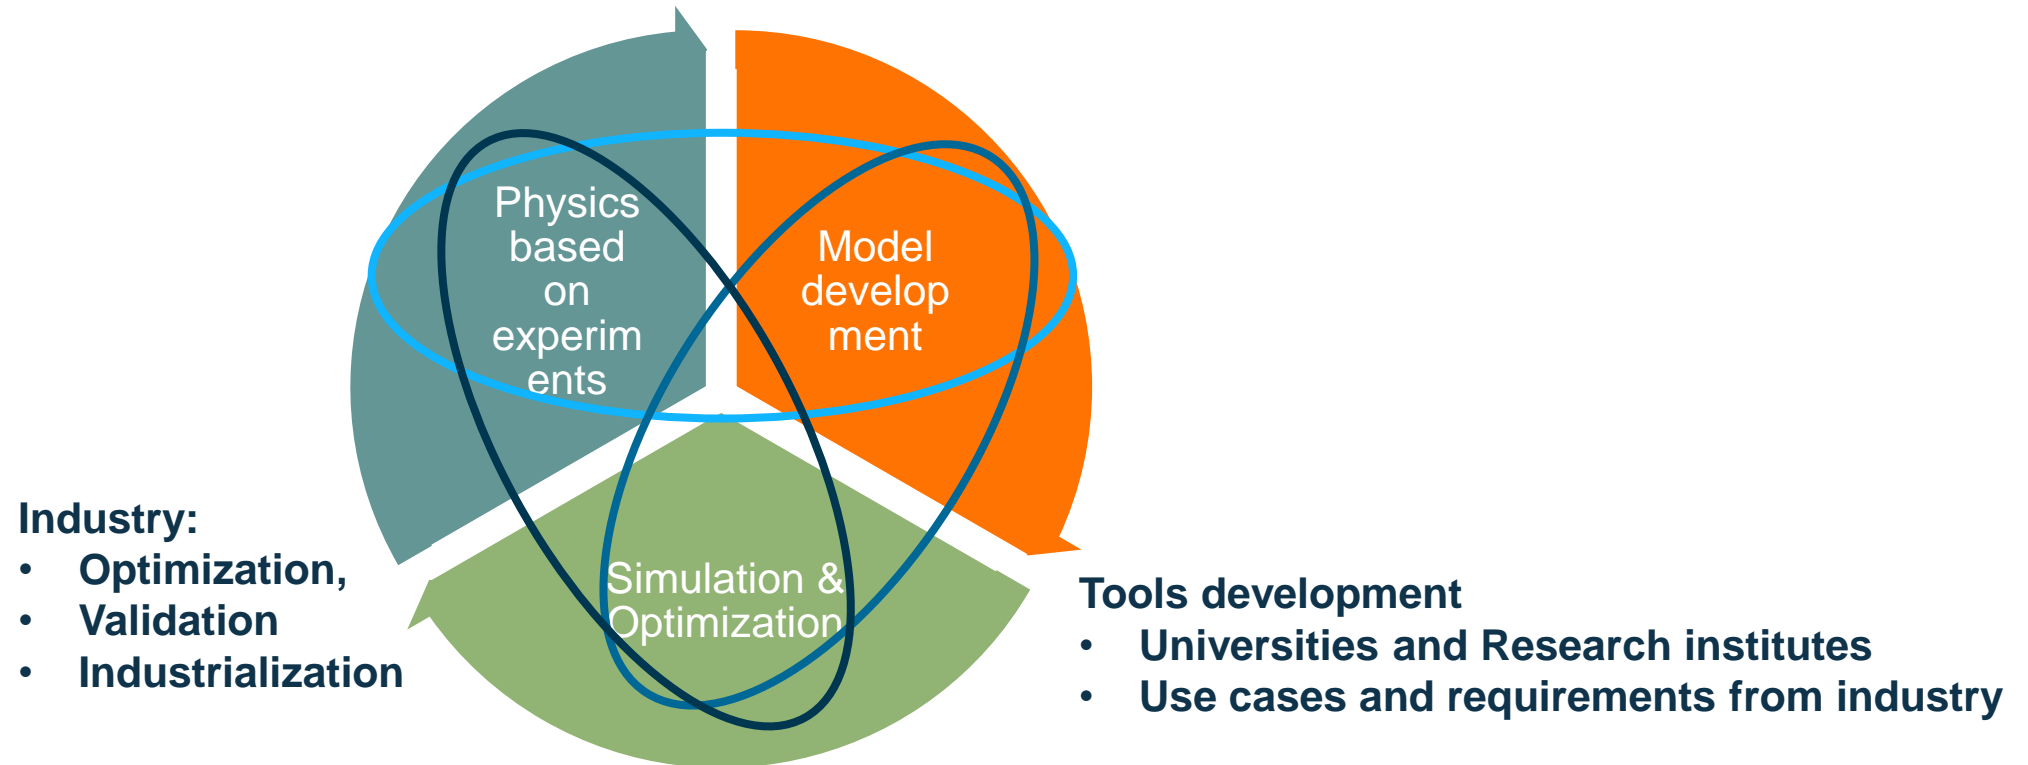 Physics
based
on
experim
ents
Model
develop
ment
Simulation &
Optimization
Industry:
• Optimization,
• Validation
• Industrialization
Tools development
• Universities and Research institutes
• Use cases and requirements from industry